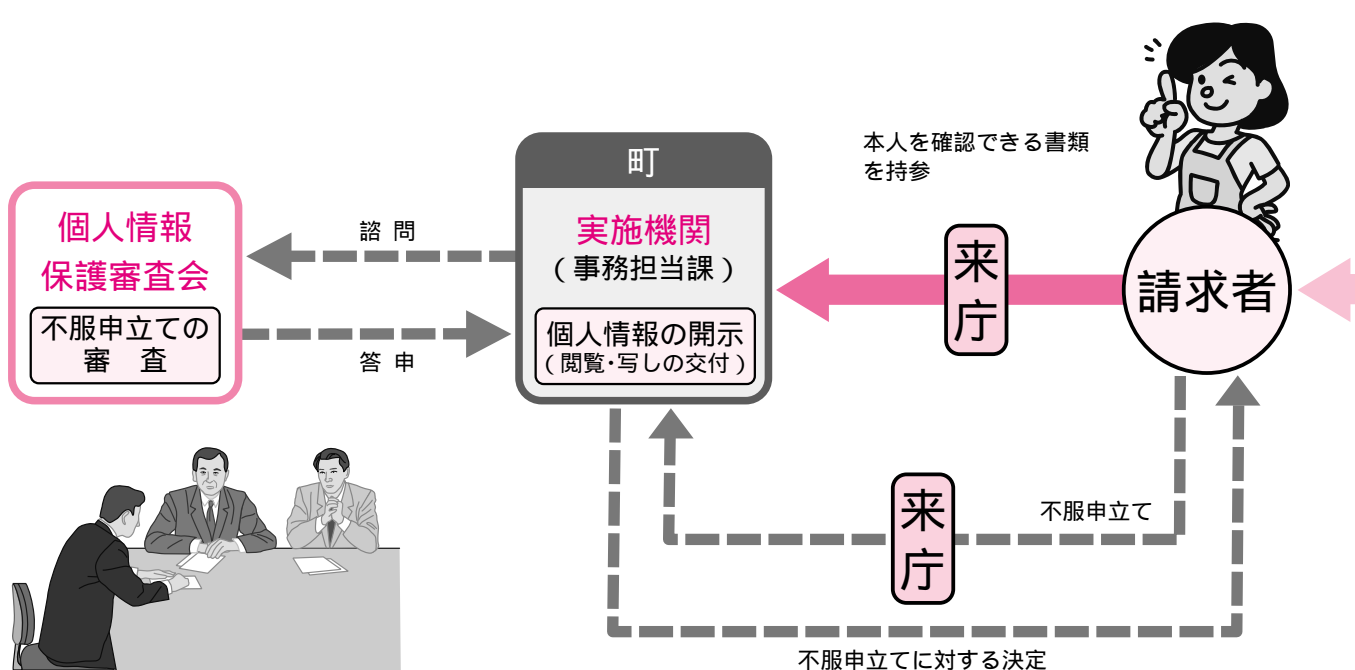 個人情報
保護審査会
不服申立ての
審　査
諮 問
答 申
町
実施機関
（事務担当課）
個人情報の開示
（閲覧・写しの交付）
本人を確認できる書類
を持参
来
庁
請求者
来
庁
不服申立て
不服申立てに対する決定